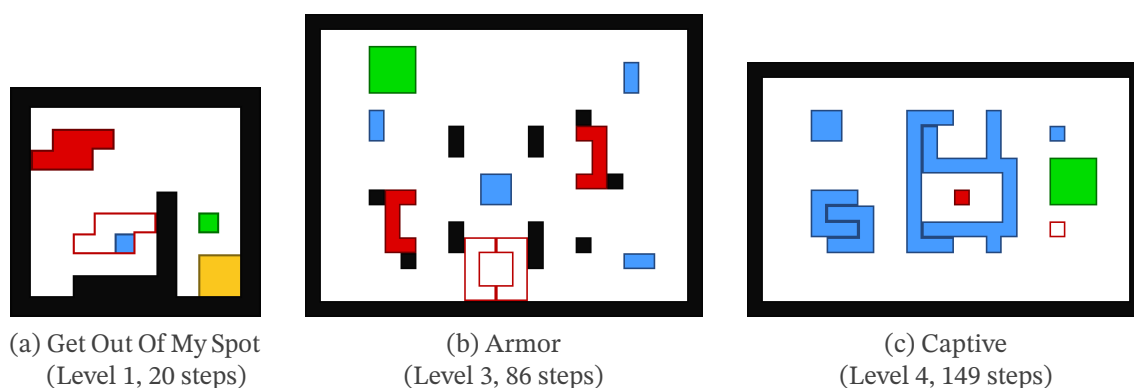 (a) Get Out Of My Spot
(Level 1, 20 steps)
(b) Armor
(Level 3, 86 steps)
(c) Captive
(Level 4, 149 steps)